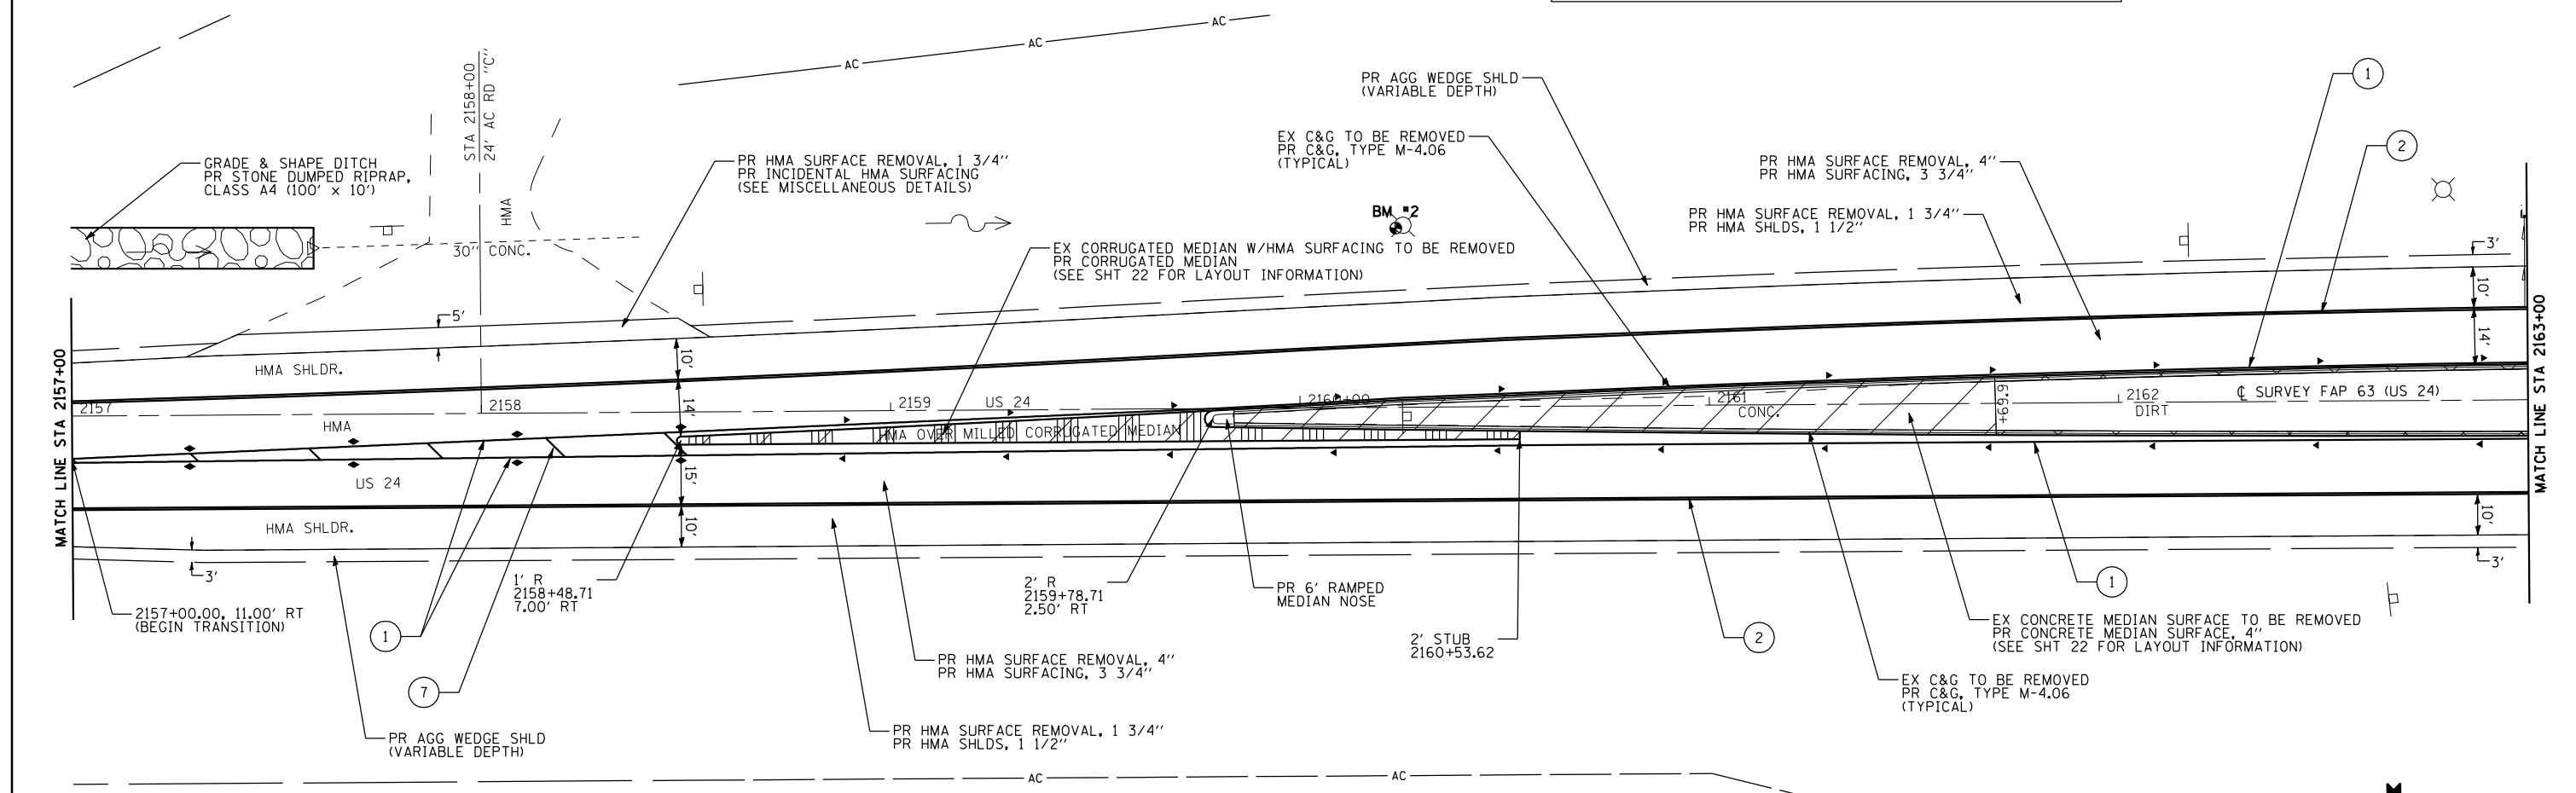 AC
AC
AC
STA 2158+00
24' AC RD "C"
PR AGG WEDGE SHLD
(VARIABLE DEPTH)
1
EX C&G TO BE REMOVED
PR C&G, TYPE M-4.06
(TYPICAL)
2
GRADE & SHAPE DITCH
PR STONE DUMPED RIPRAP,
CLASS A4 (100' x 10')
PR HMA SURFACE REMOVAL, 1 3/4"
PR INCIDENTAL HMA SURFACING
(SEE MISCELLANEOUS DETAILS)
PR HMA SURFACE REMOVAL, 4"
PR HMA SURFACING, 3 3/4"
HMA
BM #2
PR HMA SURFACE REMOVAL, 1 3/4"
PR HMA SHLDS, 1 1/2"
30" CONC.
EX CORRUGATED MEDIAN W/HMA SURFACING TO BE REMOVED
PR CORRUGATED MEDIAN
(SEE SHT 22 FOR LAYOUT INFORMATION)
3'
10'
5'
14'
MATCH LINE STA 2157+00
MATCH LINE STA 2163+00
HMA SHLDR.
10'
14'
2157
2158
2159
US 24
2160+00
2161
CONC.
+99.9
2162
DIRT
℄ SURVEY FAP 63 (US 24)
HMA
HMA OVER MILLED CORRUGATED MEDIAN
US 24
15'
HMA SHLDR.
10'
10'
3'
3'
2157+00.00, 11.00' RT
(BEGIN TRANSITION)
1
1' R
2158+48.71
7.00' RT
2' R
2159+78.71
2.50' RT
PR 6' RAMPED
MEDIAN NOSE
1
2' STUB
2160+53.62
2
EX CONCRETE MEDIAN SURFACE TO BE REMOVED
PR CONCRETE MEDIAN SURFACE, 4"
(SEE SHT 22 FOR LAYOUT INFORMATION)
7
PR HMA SURFACE REMOVAL, 4"
PR HMA SURFACING, 3 3/4"
EX C&G TO BE REMOVED
PR C&G, TYPE M-4.06
(TYPICAL)
PR AGG WEDGE SHLD
(VARIABLE DEPTH)
PR HMA SURFACE REMOVAL, 1 3/4"
PR HMA SHLDS, 1 1/2"
AC
AC